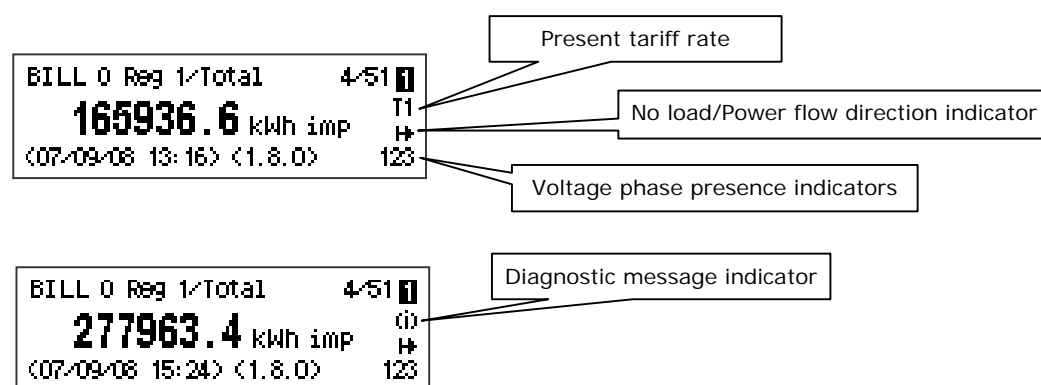 Present tariff rate
BILL 0 Reg 1/Total 4/51 1
T1
165936.6 kWh imp
No load/Power flow direction indicator
(07/09/08 13:16) (1.8.0) 123
Voltage phase presence indicators
Diagnostic message indicator
BILL 0 Reg 1/Total 4/51 1
(i)
277963.4 kWh imp
(07/09/08 15:24) (1.8.0) 123